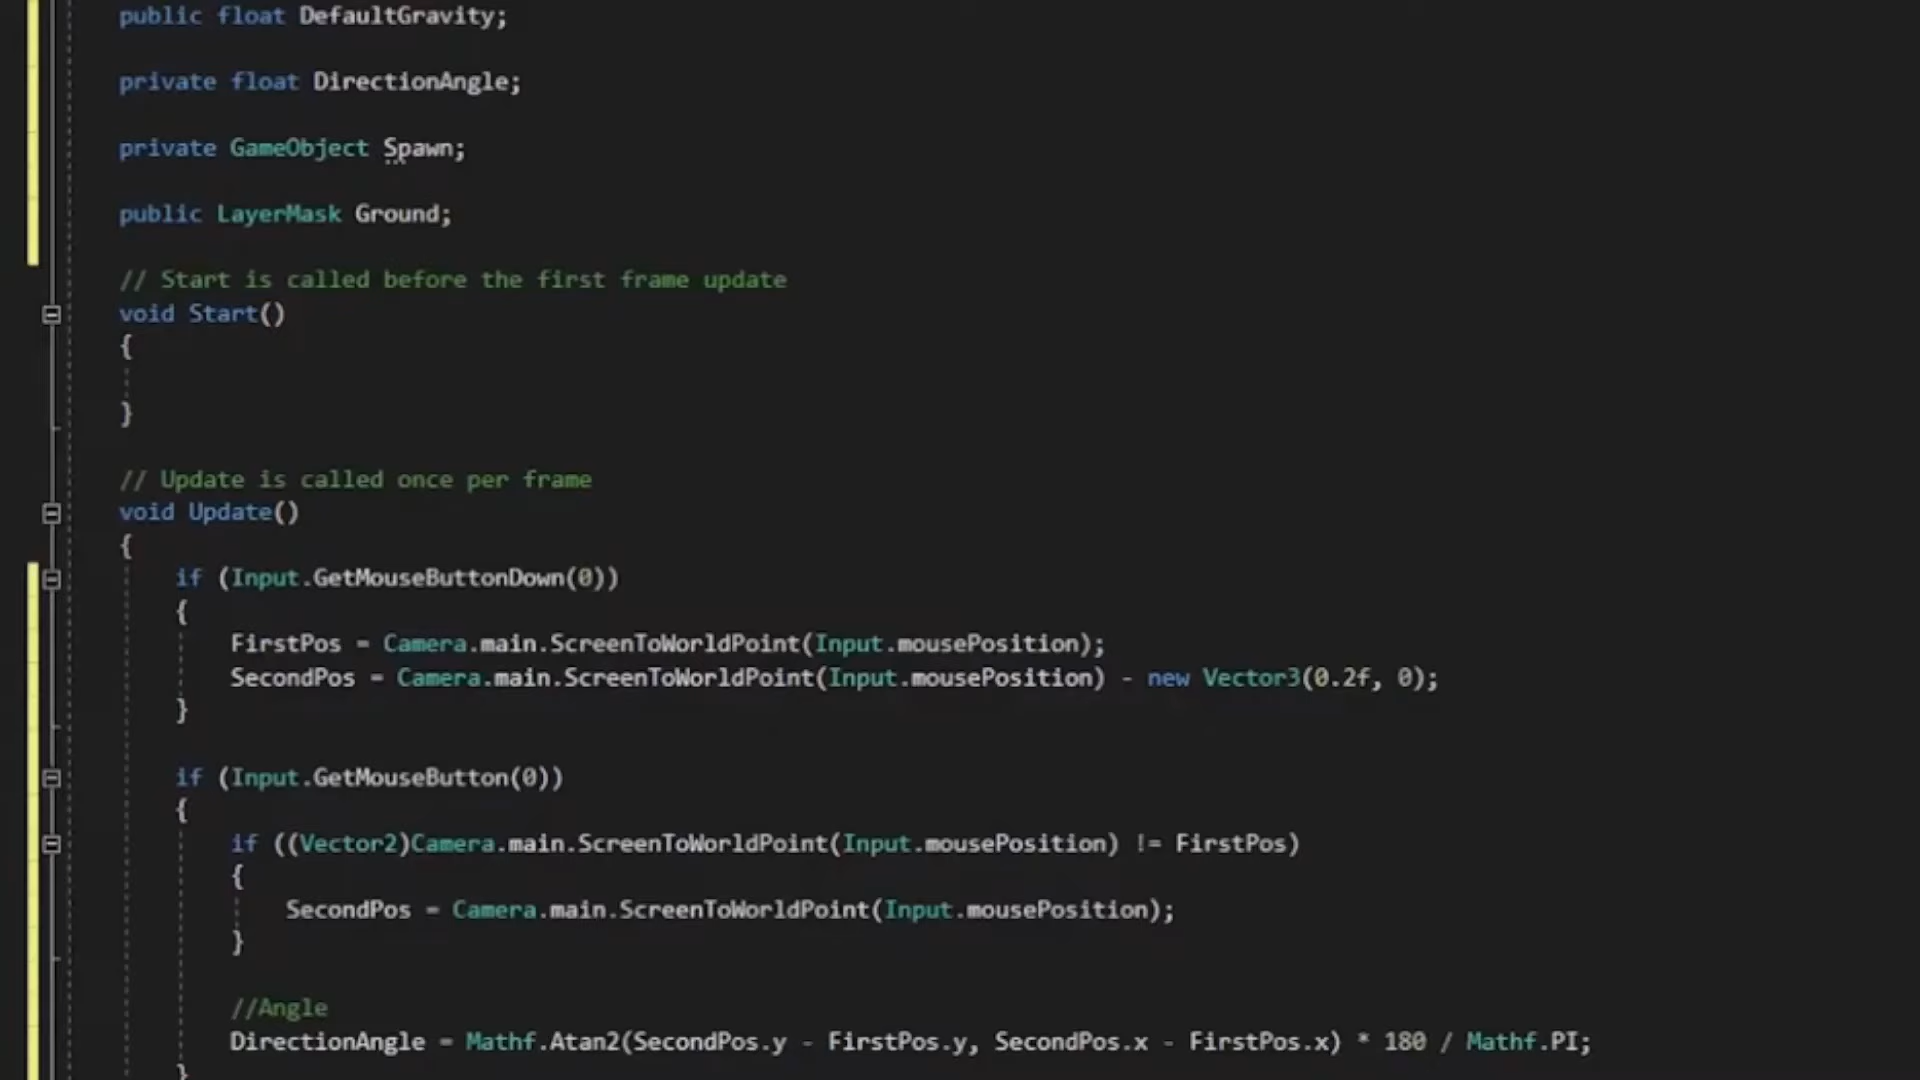 public float DefaultGravity;
private float DirectionAngle;
private GameObject Spawn;
public LayerMask Ground;
// Start is called before the first frame update
void Start()
{
}
// Update is called once per frame
void Update()
{
if (Input.GetMouseButtonDown(0))
{
FirstPos = Camera.main.ScreenToWorldPoint(Input.mousePosition);
SecondPos = Camera.main.ScreenToWorldPoint(Input.mousePosition) - new Vector3(0.2f, 0);
}
if (Input.GetMouseButton(0))
{
if ((Vector2)Camera.main.ScreenToWorldPoint(Input.mousePosition) != FirstPos)
{
SecondPos = Camera.main.ScreenToWorldPoint(Input.mousePosition);
}
//Angle
DirectionAngle = Mathf.Atan2(SecondPos.y - FirstPos.y, SecondPos.x - FirstPos.x) * 180 / Mathf.PI;
}